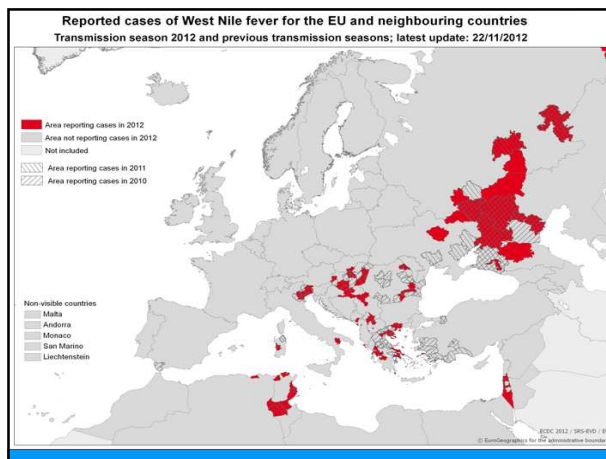 Reported cases of West Nile fever for the EU and neighbouring countries
Transmission season 2012 and previous transmission seasons; latest update: 22/11/2012
Area reporting cases in 2012
Area not reporting cases in 2012
Not included
Area reporting cases in 2011
Area reporting cases in 2010
Non-visible countries
Malta
Andorra
Monaco
San Marino
Liechtenstein
ECDC 2012 / SRS-EVD /
© EuroGeographics for the administrative